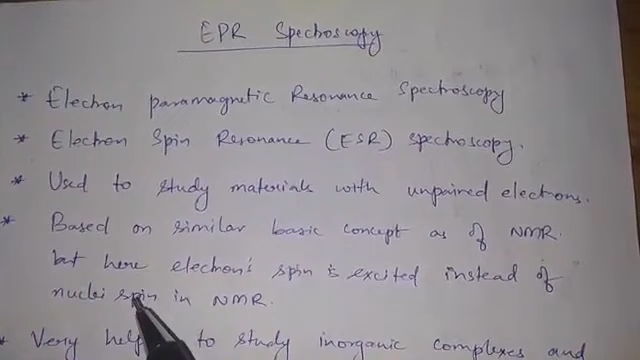 EPR Spectroscopy
* Electron paramagnetic Resonance Spectroscopy
* Electron Spin Resonance (ESR) spectroscopy.
* Used to study materials with unpaired electrons.
* Based on similar basic concept as of NMR.
but here electron's spin is excited instead of
nuclei spin in NMR.
* Very to study inorganic complexes and